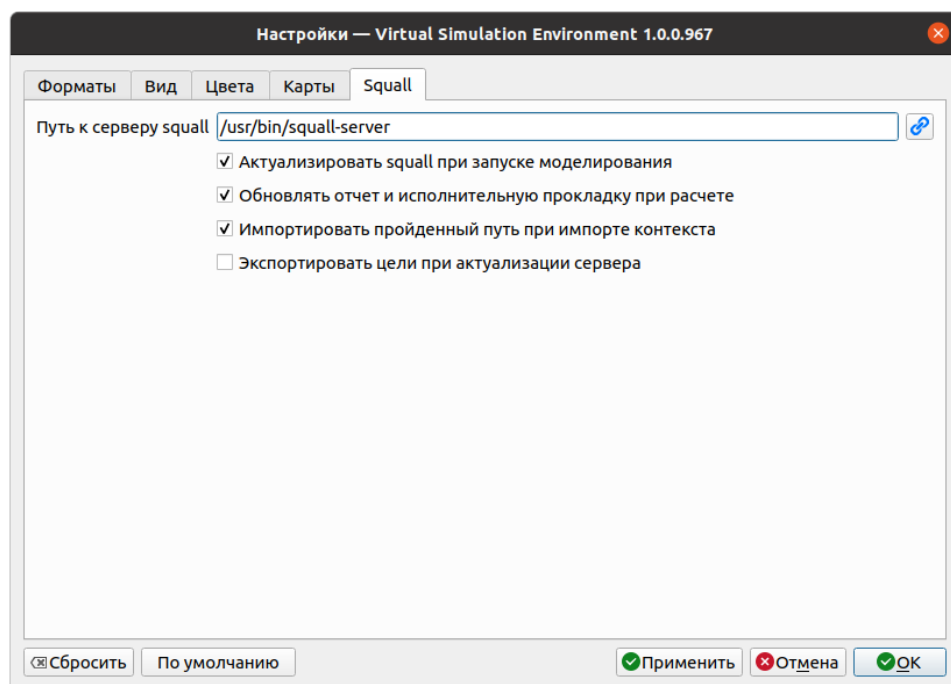 Настройки — Virtual Simulation Environment 1.0.0.967
Форматы Вид Цвета Карты Squall
Путь к серверу squall /usr/bin/squall-server
Актуализировать squall при запуске моделирования
Обновлять отчет и исполнительную прокладку при расчете
Импортировать пройденный путь при импорте контекста
Экспортировать цели при актуализации сервера
Сбросить По умолчанию Применить Отмена OK